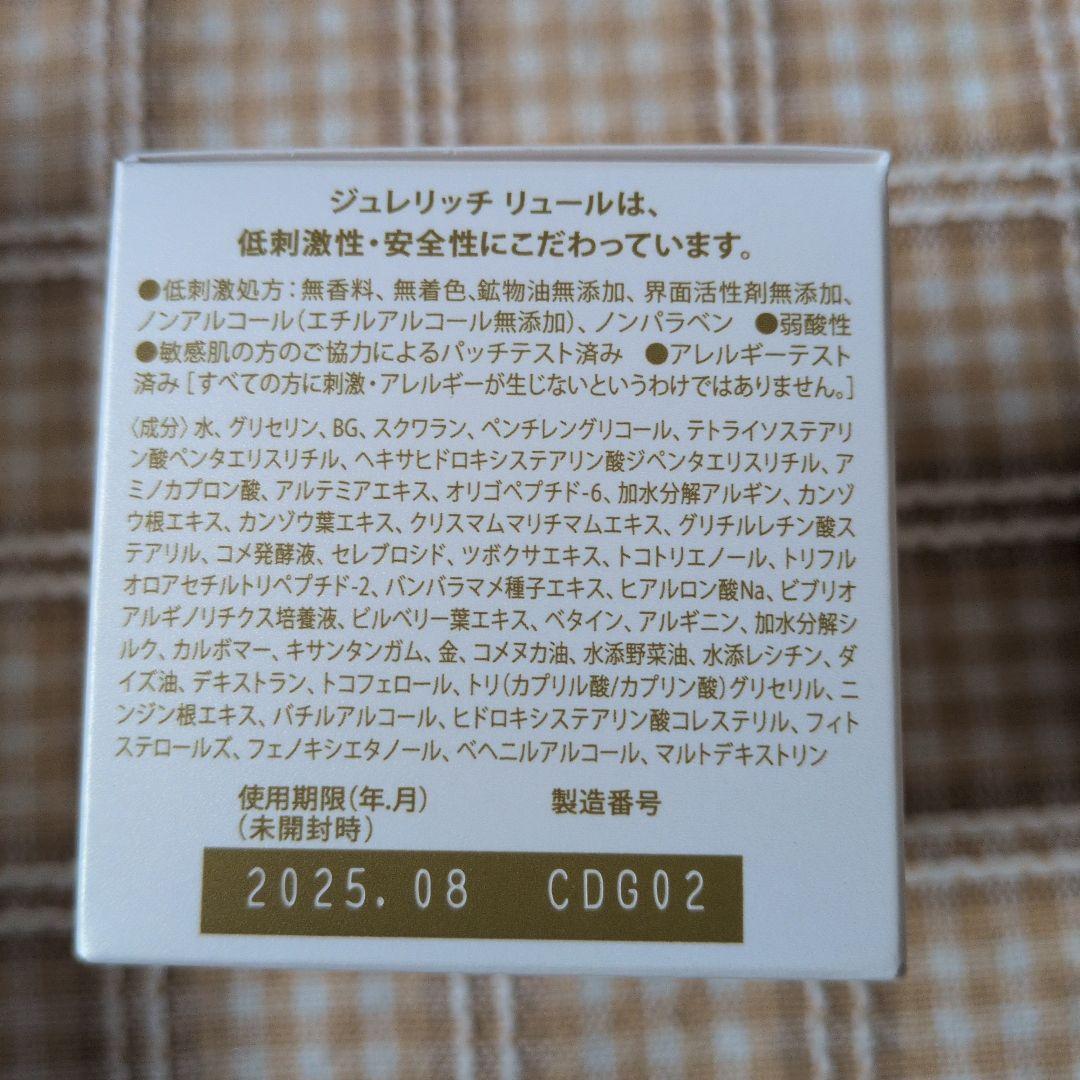 ジュレリッチ リュールは、
低刺激性・安全性にこだわっています。
●低刺激処方：無香料、無着色、鉱物油無添加、界面活性剤無添加、
ノンアルコール（エチルアルコール無添加）、ノンパラベン ●弱酸性
●敏感肌の方のご協力によるパッチテスト済み ●アレルギーテスト
済み［すべての方に刺激・アレルギーが生じないというわけではありません。］
〈成分〉水、グリセリン、BG、スクワラン、ペンチレングリコール、テトライソステアリ
ン酸ペンタエリスリチル、ヘキサヒドロキシステアリン酸ジペンタエリスリチル、ア
ミノカプロン酸、アルテミアエキス、オリゴペプチド-6、加水分解アルギン、カンゾ
ウ根エキス、カンゾウ葉エキス、クリスマムマリチマムエキス、グリチルレチン酸ス
テアリル、コメ発酵液、セレブロシド、ツボクサエキス、トコトリエノール、トリフル
オロアセチルトリペプチド-2、バンバラマメ種子エキス、ヒアルロン酸Na、ビブリオ
アルギノリチクス培養液、ビルベリー葉エキス、ベタイン、アルギニン、加水分解シ
ルク、カルボマー、キサンタンガム、金、コメヌカ油、水添野菜油、水添レシチン、ダ
イズ油、デキストラン、トコフェロール、トリ（カプリル酸/カプリン酸）グリセリル、ニ
ンジン根エキス、バチルアルコール、ヒドロキシステアリン酸コレステリル、フィト
ステロールズ、フェノキシエタノール、ベヘニルアルコール、マルトデキストリン
使用期限（年.月） 製造番号
（未開封時）
2025.08 CDG02